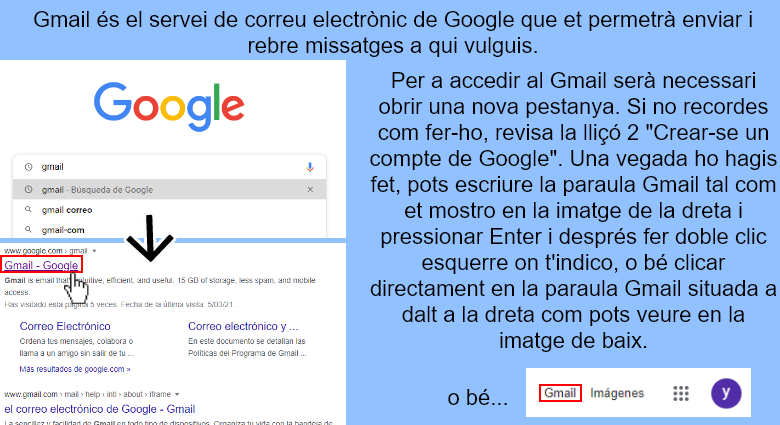 Gmail és el servei de correu electrònic de Google que et permetrà enviar i
rebre missatges a qui vulguis.
Google
gmail
gmail - Búsqueda de Google
gmail correo
gmail-com
www.google.com › gmail
Gmail - Google
Gmail is email that's intuitive, efficient, and useful. 15 GB of storage, less spam, and mobile
access.
Has visitado esta página 5 veces. Fecha de la última visita: 5/03/21.
Correo Electrónico
Ordena tus mensajes, colabora o
llama a un amigo sin salir de tu ...
Correo electrónico y ...
En este documento se detallan las
Políticas del Programa de Gmail ...
Más resultados de google.com »
www.gmail.com › mail › help › intl › about › iframe
el correo electrónico de Google - Gmail
La sencillez y facilidad de Gmail en todo tipo de dispositivos. Organiza tu vida con la bandeja de
Per a accedir al Gmail serà necessari
obrir una nova pestanya. Si no recordes
com fer-ho, revisa la lliçó 2 "Crear-se un
compte de Google". Una vegada ho hagis
fet, pots escriure la paraula Gmail tal com
et mostro en la imatge de la dreta i
pressionar Enter i després fer doble clic
esquerre on t'indico, o bé clicar
directament en la paraula Gmail situada a
dalt a la dreta com pots veure en la
imatge de baix.
o bé...
Gmail Imágenes
y